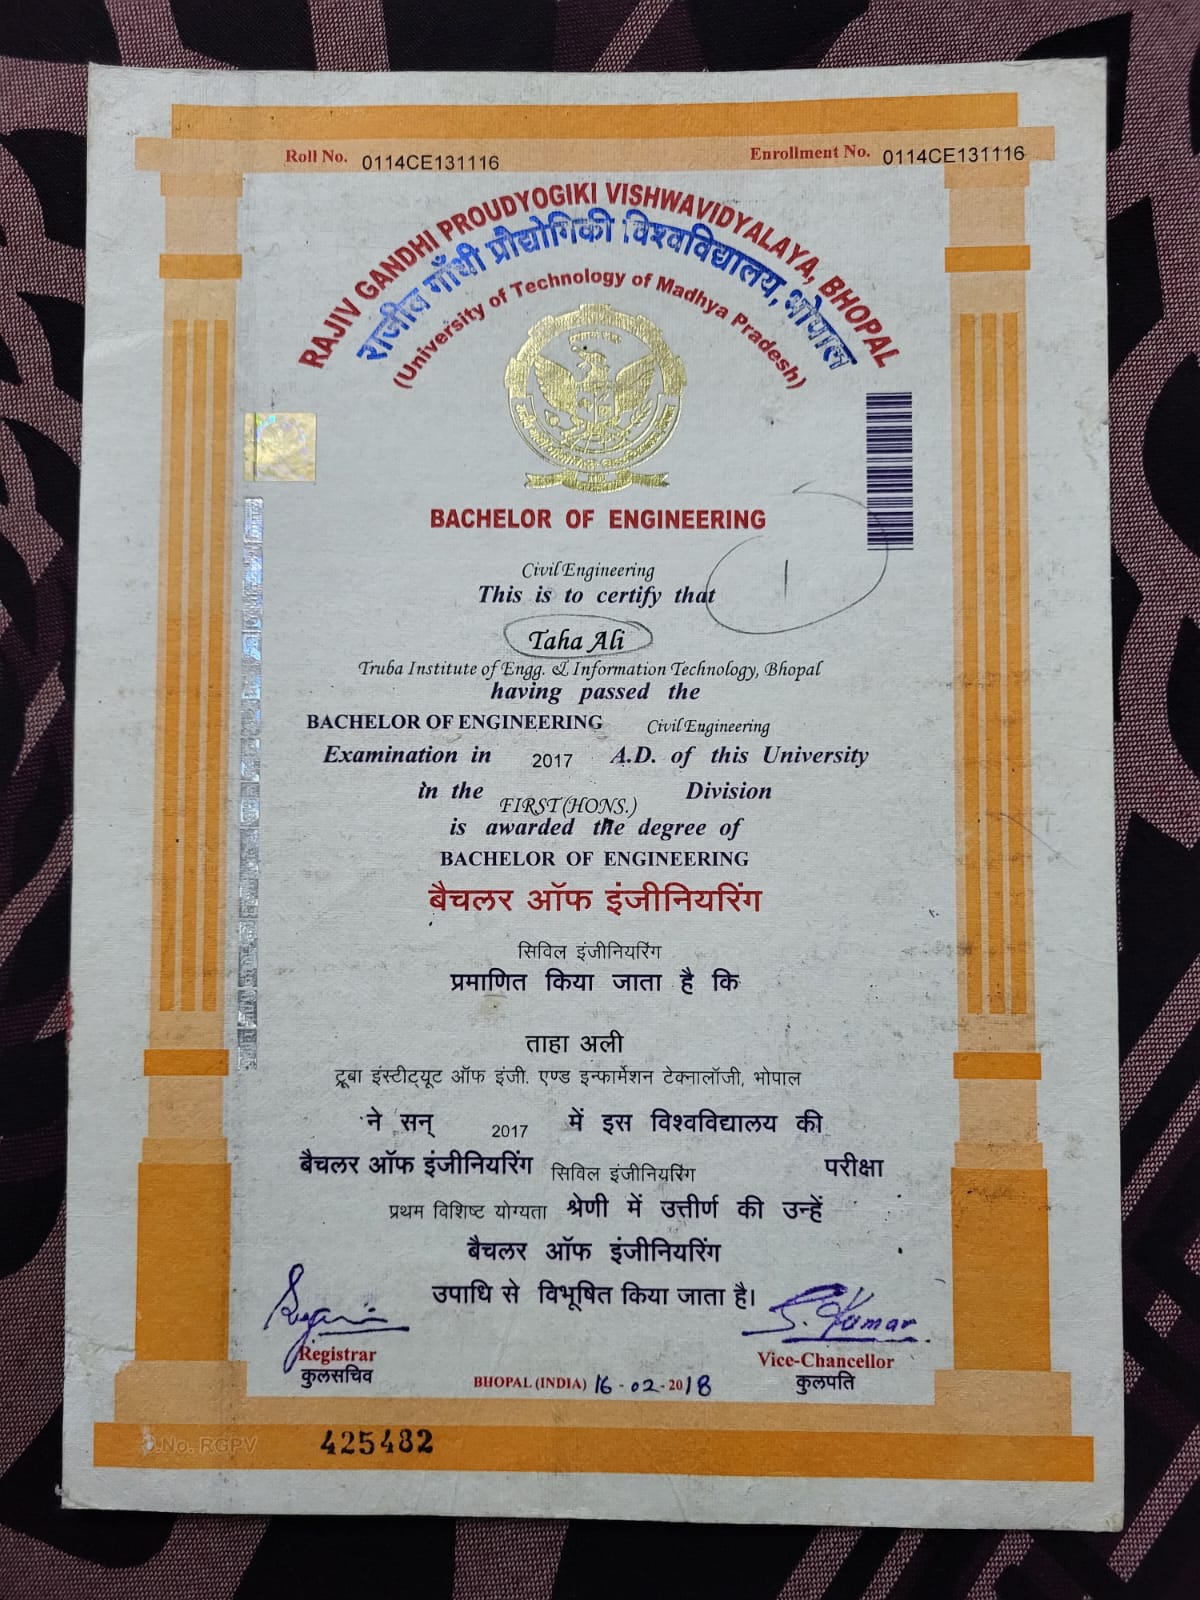 Roll No. 0114CE131116
Enrollment No. 0114CE131116
RAJIV GANDHI PROUDYOGIKI VISHWAVIDYALAYA, BHOPAL
राजीव गाँधी प्रौद्योगिकी विश्वविद्यालय, भोपाल
(University of Technology of Madhya Pradesh)
BACHELOR OF ENGINEERING
Civil Engineering
This is to certify that
Taha Ali
Truba Institute of Engg. & Information Technology, Bhopal
having passed the
BACHELOR OF ENGINEERING Civil Engineering
Examination in 2017 A.D. of this University
in the FIRST(HONS.) Division
is awarded the degree of
BACHELOR OF ENGINEERING
बैचलर ऑफ इंजीनियरिंग
सिविल इंजीनियरिंग
प्रमाणित किया जाता है कि
ताहा अली
ट्रूबा इंस्टीट्यूट ऑफ इंजी. एण्ड इन्फार्मेशन टेक्नालॉजी, भोपाल
ने सन् 2017 में इस विश्वविद्यालय की
बैचलर ऑफ इंजीनियरिंग सिविल इंजीनियरिंग परीक्षा
प्रथम विशिष्ट योग्यता श्रेणी में उत्तीर्ण की उन्हें
बैचलर ऑफ इंजीनियरिंग
उपाधि से विभूषित किया जाता है।
S. Kumar
Registrar
कुलसचिव
BHOPAL (INDIA) 16-02-2018
Vice-Chancellor
कुलपति
S.No. RGPV 425482